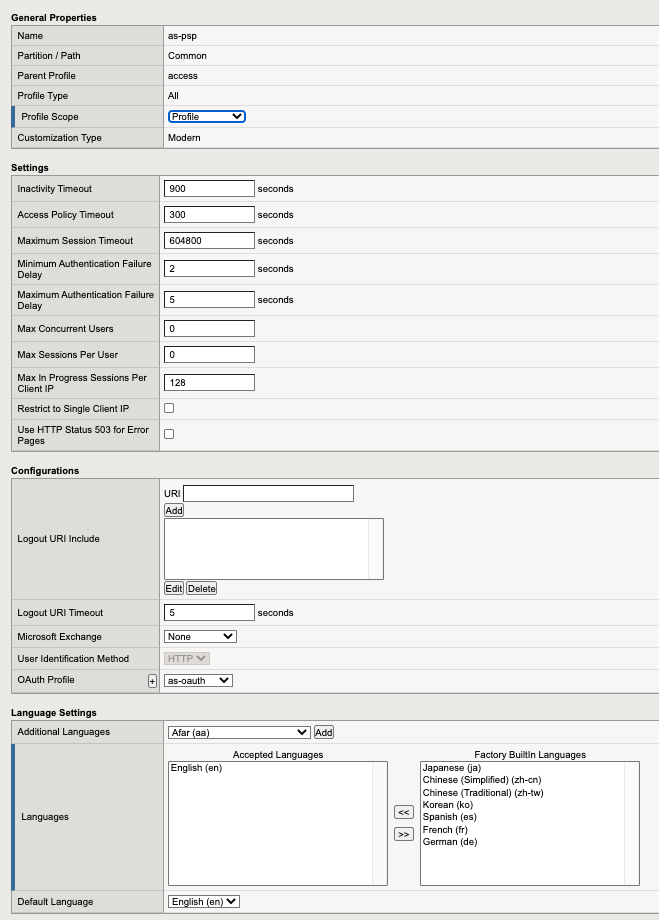 General Properties
Name as-psp
Partition / Path Common
Parent Profile access
Profile Type All
Profile Scope Profile
Customization Type Modern
Settings
Inactivity Timeout 900 seconds
Access Policy Timeout 300 seconds
Maximum Session Timeout 604800 seconds
Minimum Authentication Failure
Delay 2 seconds
Maximum Authentication Failure
Delay 5 seconds
Max Concurrent Users 0
Max Sessions Per User 0
Max In Progress Sessions Per
Client IP 128
Restrict to Single Client IP
Use HTTP Status 503 for Error
Pages
Configurations
Logout URI Include
URI
Add
Edit Delete
Logout URI Timeout 5 seconds
Microsoft Exchange None
User Identification Method HTTP
OAuth Profile + as-oauth
Language Settings
Additional Languages Afar (aa) Add
Languages
Accepted Languages
English (en)
<<
>>
Factory BuiltIn Languages
Japanese (ja)
Chinese (Simplified) (zh-cn)
Chinese (Traditional) (zh-tw)
Korean (ko)
Spanish (es)
French (fr)
German (de)
Default Language English (en)